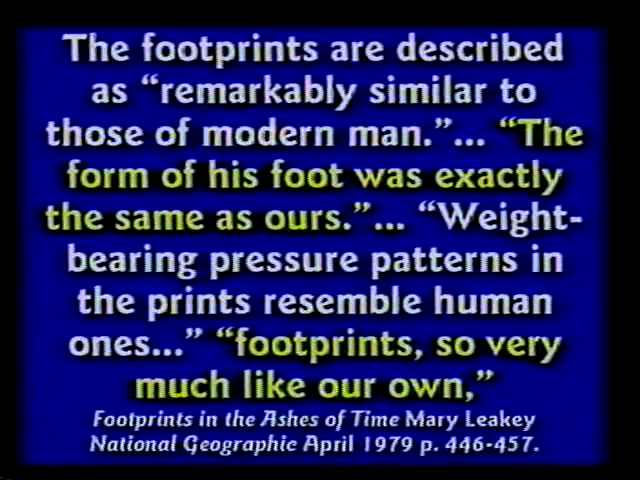 The footprints are described
as “remarkably similar to
those of modern man.”... “The
form of his foot was exactly
the same as ours.”... “Weight-
bearing pressure patterns in
the prints resemble human
ones...” “footprints, so very
much like our own,”
Footprints in the Ashes of Time Mary Leakey
National Geographic April 1979 p. 446-457.